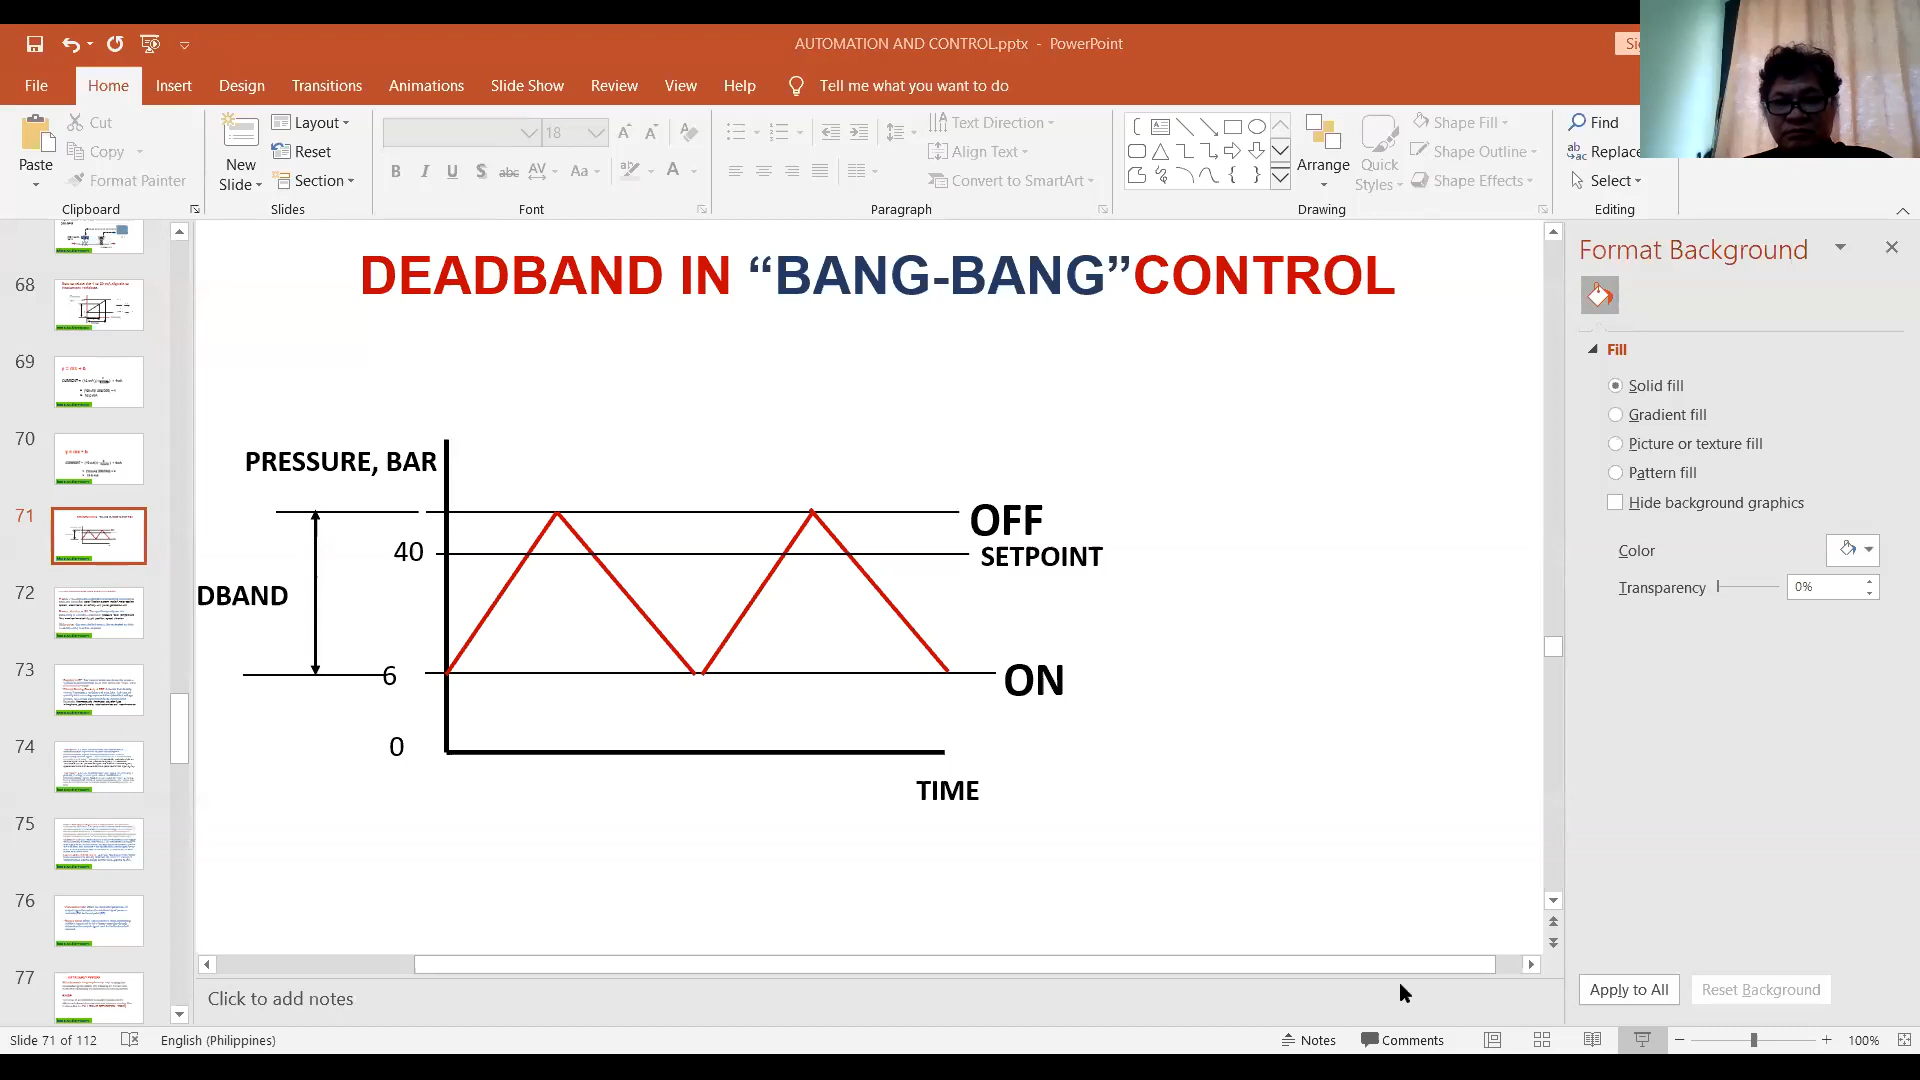 AUTOMATION AND CONTROL.pptx - PowerPoint
File Home Insert Design Transitions Animations Slide Show Review View Help Tell me what you want to do
Paste
Cut
Copy
Format Painter
Clipboard
New Slide
Layout
Reset
Section
Slides
18
B I U S abc AV Aa A
Font
Text Direction
Align Text
Convert to SmartArt
Paragraph
Arrange
Quick Styles
Shape Fill
Shape Outline
Shape Effects
Drawing
Find
Replace
Select
Editing
68
69
70
71
72
73
74
75
76
77
DEADBAND IN “BANG-BANG”CONTROL
PRESSURE, BAR
OFF
40
SETPOINT
DBAND
6
ON
0
TIME
Click to add notes
Format Background
Fill
Solid fill
Gradient fill
Picture or texture fill
Pattern fill
Hide background graphics
Color
Transparency 0%
Apply to All Reset Background
Slide 71 of 112 English (Philippines) Notes Comments 100%